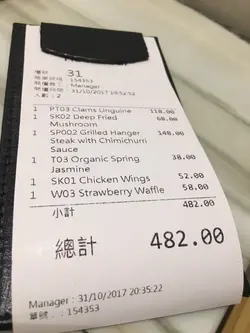 31
: 154353
: Manager
: 31/10/2017 18:52:52
: 2
1 PT03 Clams Linguine 118.00
1 SK02 Deep Fried Mushroom 68.00
1 SP002 Grilled Hanger 148.00
Steak with Chimichurri
Sauce
1 T03 Organic Spring 38.00
Jasmine
1 SK01 Chicken Wings 52.00
1 W03 Strawberry Waffle 58.00
小計 482.00
總計 482.00
Manager : 31/10/2017 20:35:22
單號 . : 154353